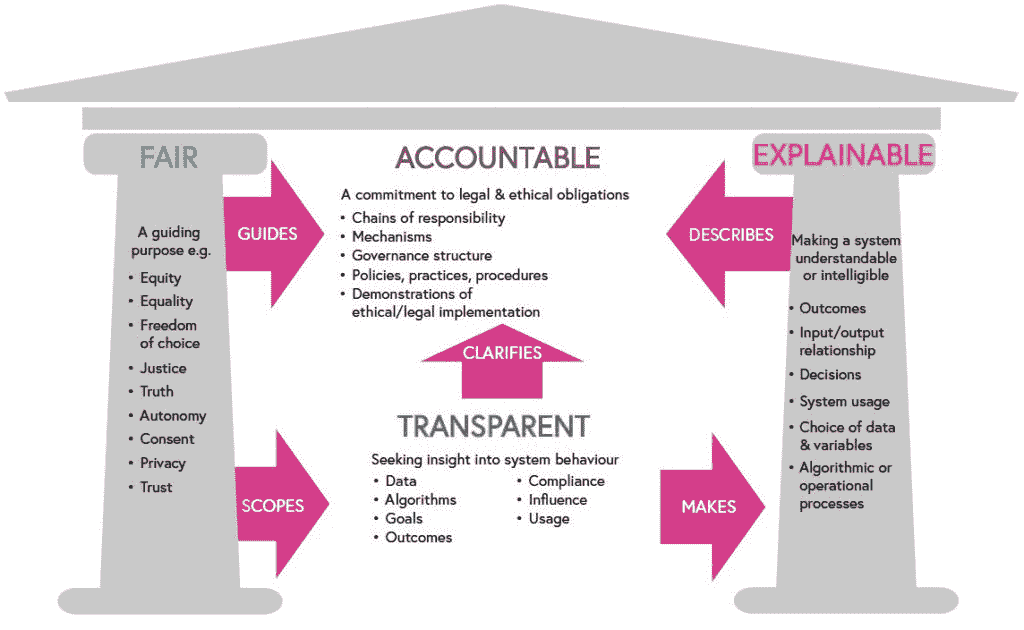 FAIR
A guiding
purpose e.g.
• Equity
• Equality
• Freedom
of choice
• Justice
• Truth
• Autonomy
• Consent
• Privacy
• Trust
GUIDES
SCOPES
ACCOUNTABLE
A commitment to legal & ethical obligations
• Chains of responsibility
• Mechanisms
• Governance structure
• Policies, practices, procedures
• Demonstrations of
ethical/legal implementation
CLARIFIES
TRANSPARENT
Seeking insight into system behaviour
• Data
• Algorithms
• Goals
• Outcomes
• Compliance
• Influence
• Usage
DESCRIBES
MAKES
EXPLAINABLE
Making a system
understandable
or intelligible
• Outcomes
• Input/output
relationship
• Decisions
• System usage
• Choice of data
& variables
• Algorithmic or
operational
processes